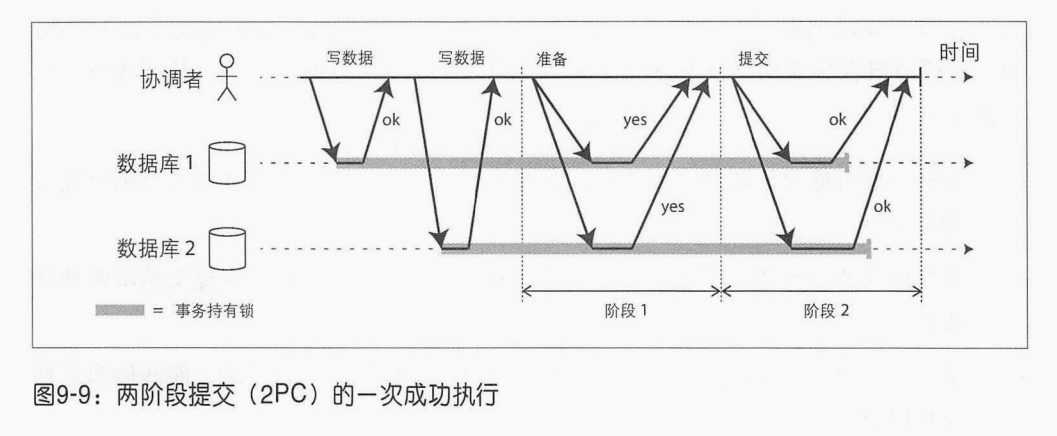 写数据 写数据 准备 提交 时间
协调者
ok ok yes ok
数据库 1
yes ok
数据库 2
阶段 1 阶段 2
= 事务持有锁
图9-9：两阶段提交（2PC）的一次成功执行